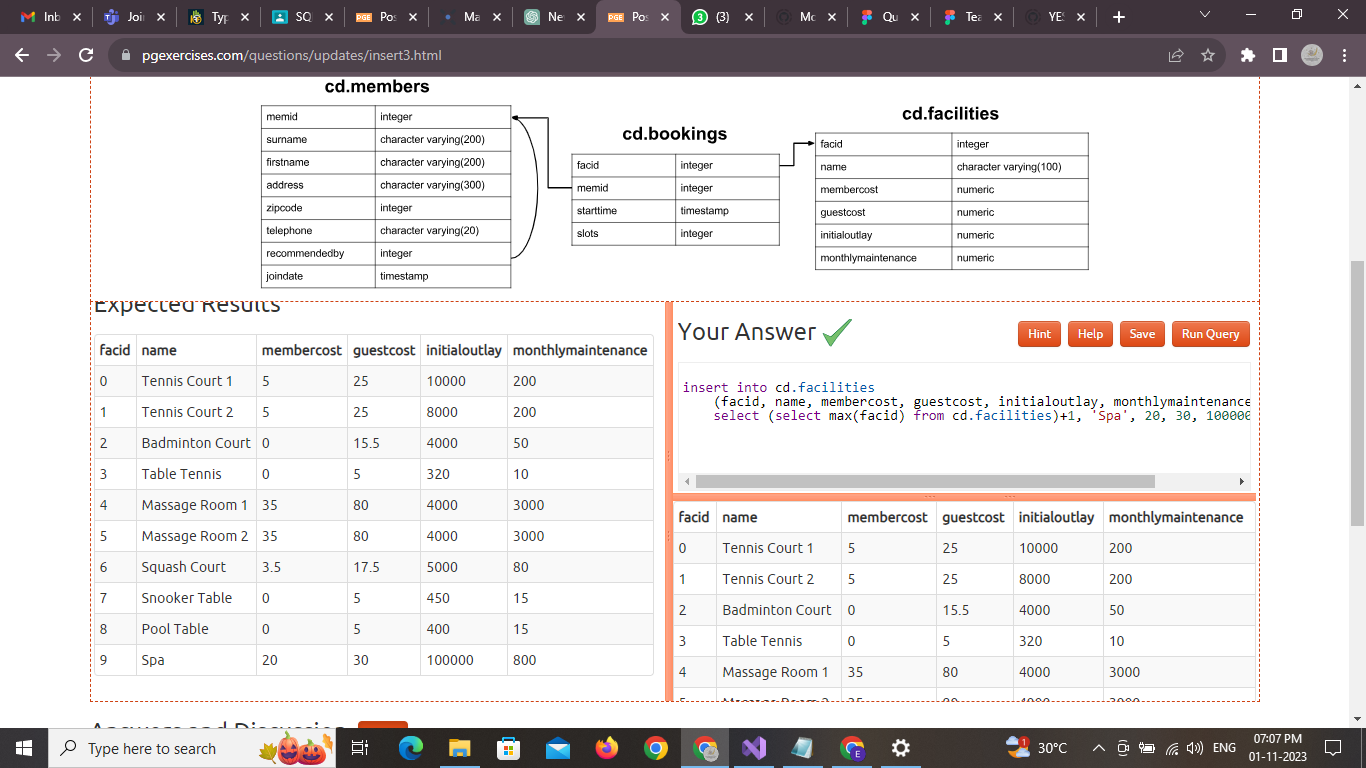 Inb
Joi
Typ
SQ
Pos
Ma
Ne
Pos
(3)
Mc
Qu
Tea
YES
pgexercises.com/questions/updates/insert3.html
cd.members
memid integer
surname character varying(200)
firstname character varying(200)
address character varying(300)
zipcode integer
telephone character varying(20)
recommendedby integer
joindate timestamp
cd.bookings
facid integer
memid integer
starttime timestamp
slots integer
cd.facilities
facid integer
name character varying(100)
membercost numeric
guestcost numeric
initialoutlay numeric
monthlymaintenance numeric
Expected Results
facid name membercost guestcost initialoutlay monthlymaintenance
0 Tennis Court 1 5 25 10000 200
1 Tennis Court 2 5 25 8000 200
2 Badminton Court 0 15.5 4000 50
3 Table Tennis 0 5 320 10
4 Massage Room 1 35 80 4000 3000
5 Massage Room 2 35 80 4000 3000
6 Squash Court 3.5 17.5 5000 80
7 Snooker Table 0 5 450 15
8 Pool Table 0 5 400 15
9 Spa 20 30 100000 800
Your Answer
Hint Help Save Run Query
insert into cd.facilities
(facid, name, membercost, guestcost, initialoutlay, monthlymaintenance
select (select max(facid) from cd.facilities)+1, 'Spa', 20, 30, 100000
facid name membercost guestcost initialoutlay monthlymaintenance
0 Tennis Court 1 5 25 10000 200
1 Tennis Court 2 5 25 8000 200
2 Badminton Court 0 15.5 4000 50
3 Table Tennis 0 5 320 10
4 Massage Room 1 35 80 4000 3000
5 Massage Room 2 35 80 4000 3000
Answers and Discussion
Type here to search
30°C
ENG
07:07 PM
01-11-2023